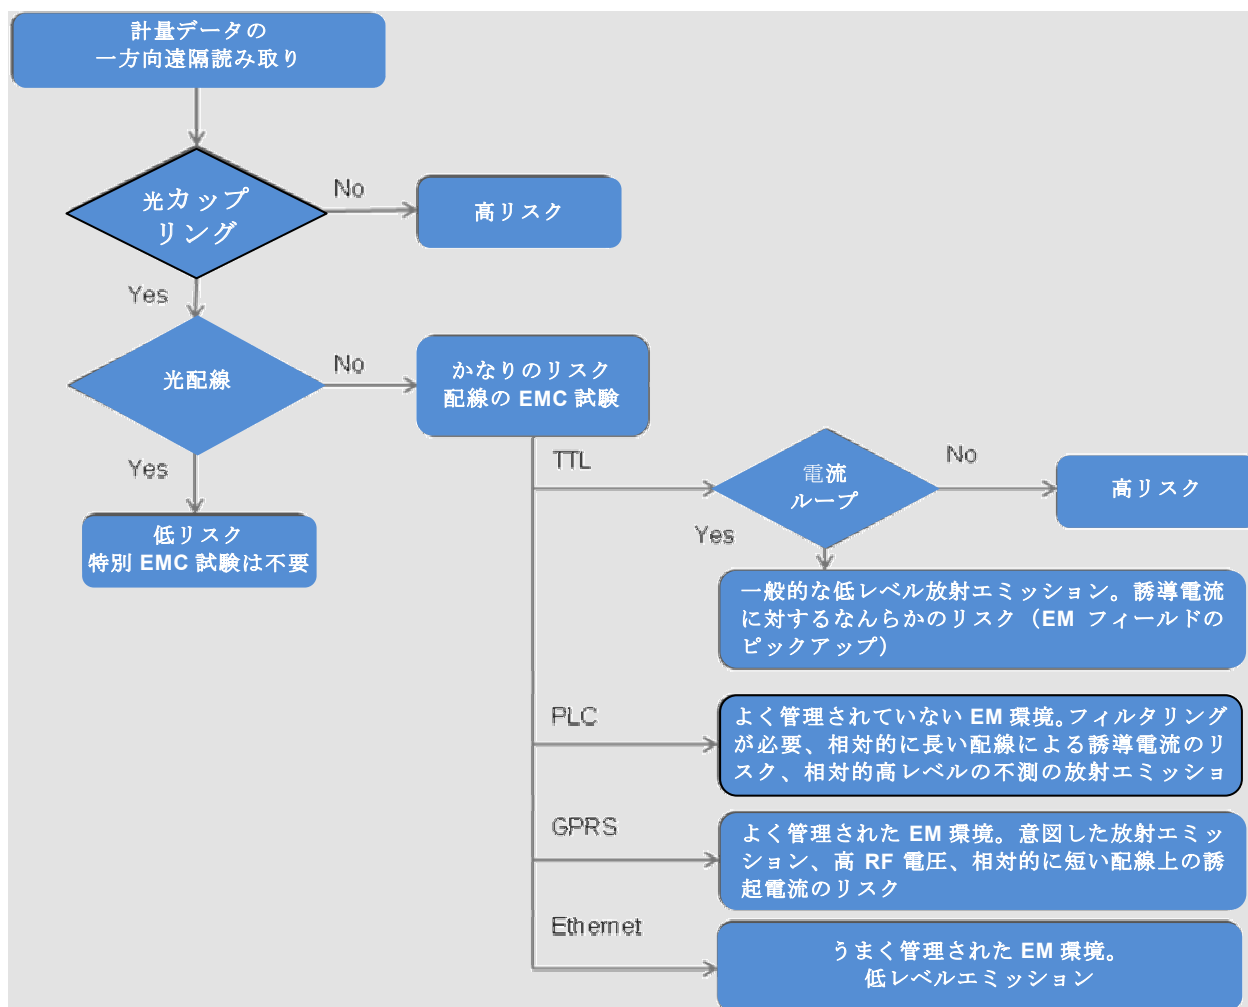 計量データの
一方向遠隔読み取り
光カップ
リング
No
高リスク
Yes
光配線
No
かなりのリスク
配線の EMC 試験
Yes
低リスク
特別 EMC 試験は不要
TTL
電流
ループ
No
高リスク
Yes
一般的な低レベル放射エミッション。誘導電流
に対するなんらかのリスク（EM フィールドの
ピックアップ）
PLC
よく管理されていない EM 環境。フィルタリング
が必要、相対的に長い配線による誘導電流のリ
スク、相対的高レベルの不測の放射エミッショ
GPRS
よく管理された EM 環境。意図した放射エミッ
ション、高 RF 電圧、相対的に短い配線上の誘
起電流のリスク
Ethernet
うまく管理された EM 環境。
低レベルエミッション